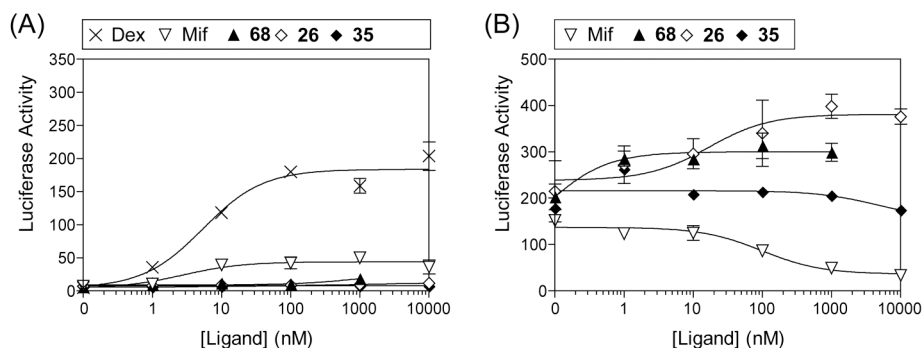 (A)
Dex Mif 68 26 35
350
300
250
200
150
100
50
0
Luciferase Activity
0 1 10 100 1000 10000
[Ligand] (nM)
(B)
Mif 68 26 35
500
400
300
200
100
0
Luciferase Activity
0 1 10 100 1000 10000
[Ligand] (nM)